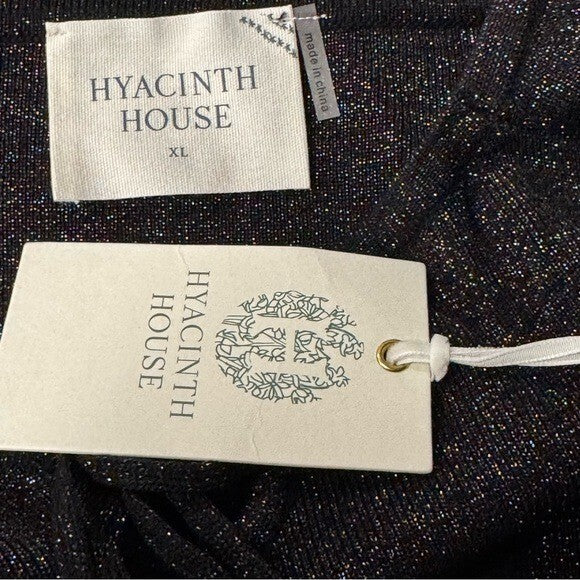 HYACINTH
HOUSE
XL
made in china
HYACINTH
HOUSE